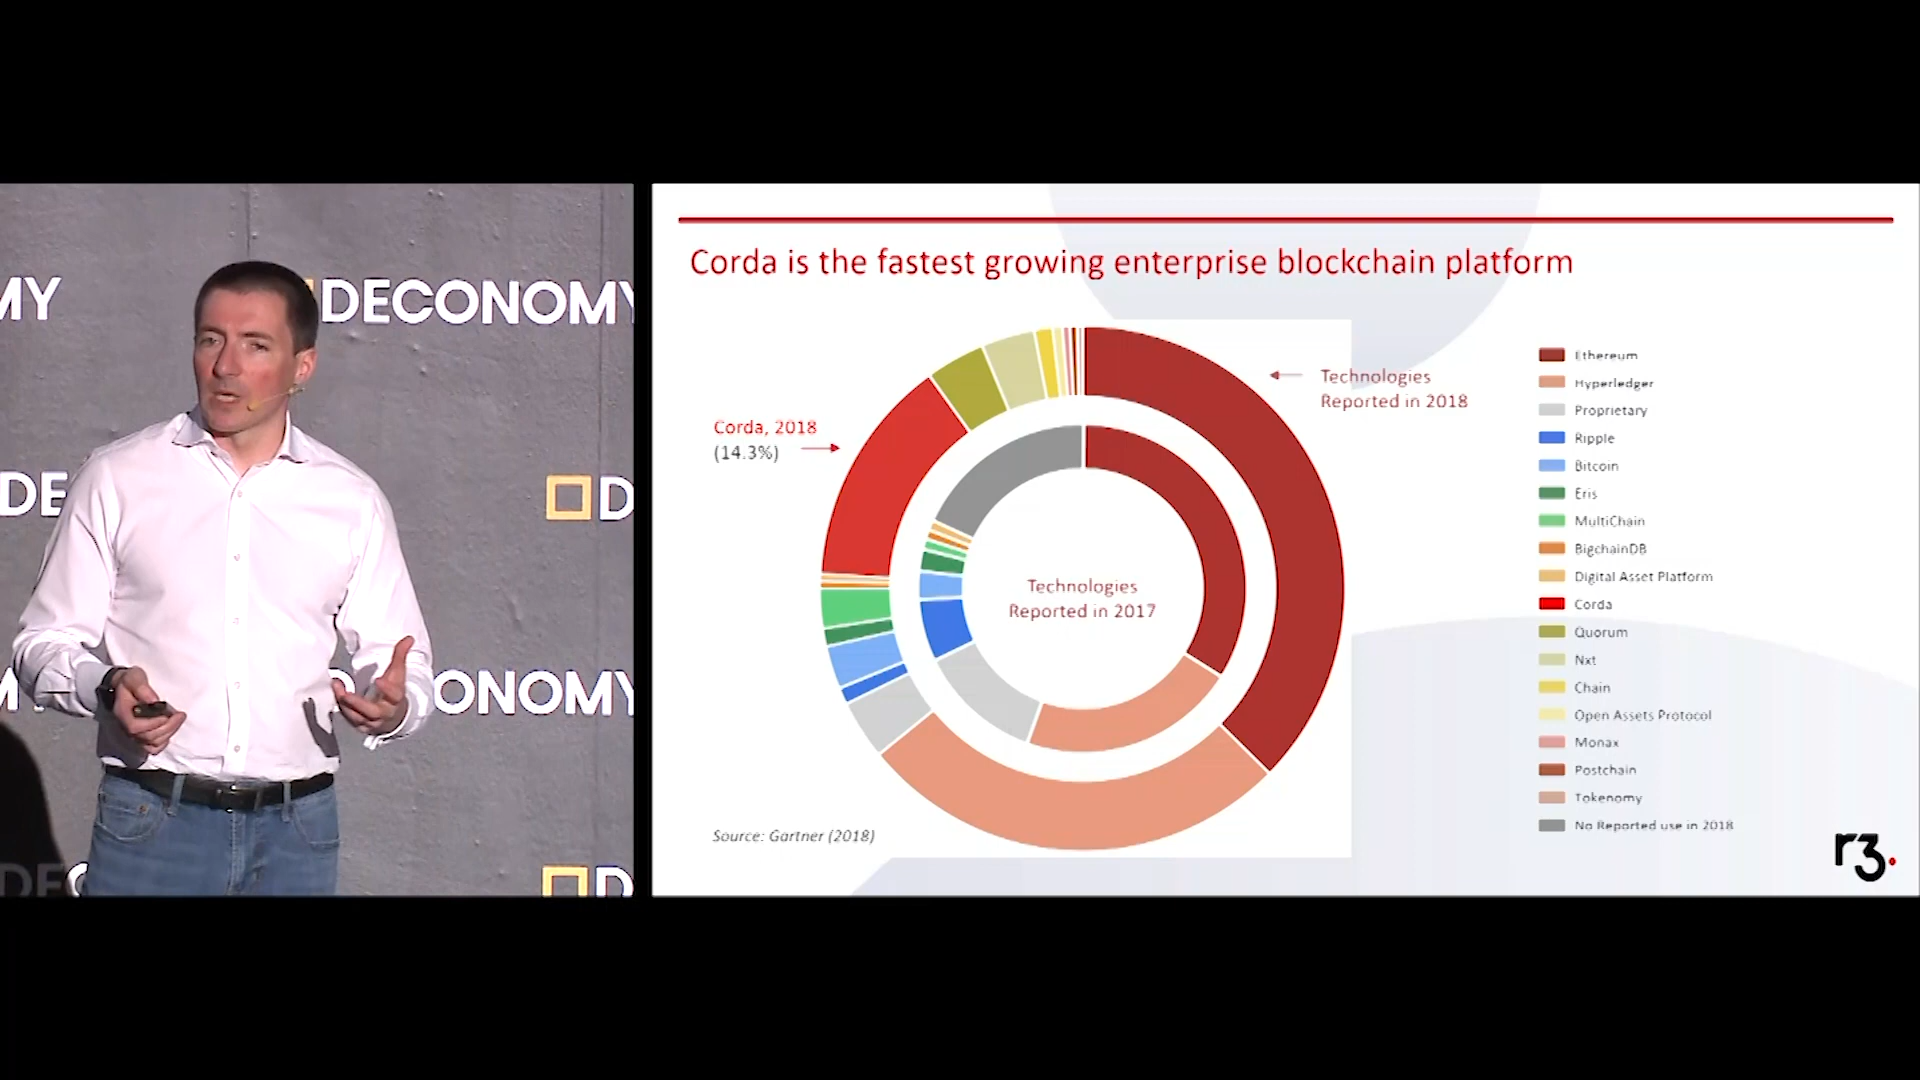 MY
DECONOMY
DE
D
M
DECONOMY
DEC
D
Corda is the fastest growing enterprise blockchain platform
Corda, 2018
(14.3%)
Technologies
Reported in 2018
Technologies
Reported in 2017
Ethereum
Hyperledger
Proprietary
Ripple
Bitcoin
Eris
MultiChain
BigchainDB
Digital Asset Platform
Corda
Quorum
Nxt
Chain
Open Assets Protocol
Monax
Postchain
Tokenomy
No Reported use in 2018
Source: Gartner (2018)
r3.